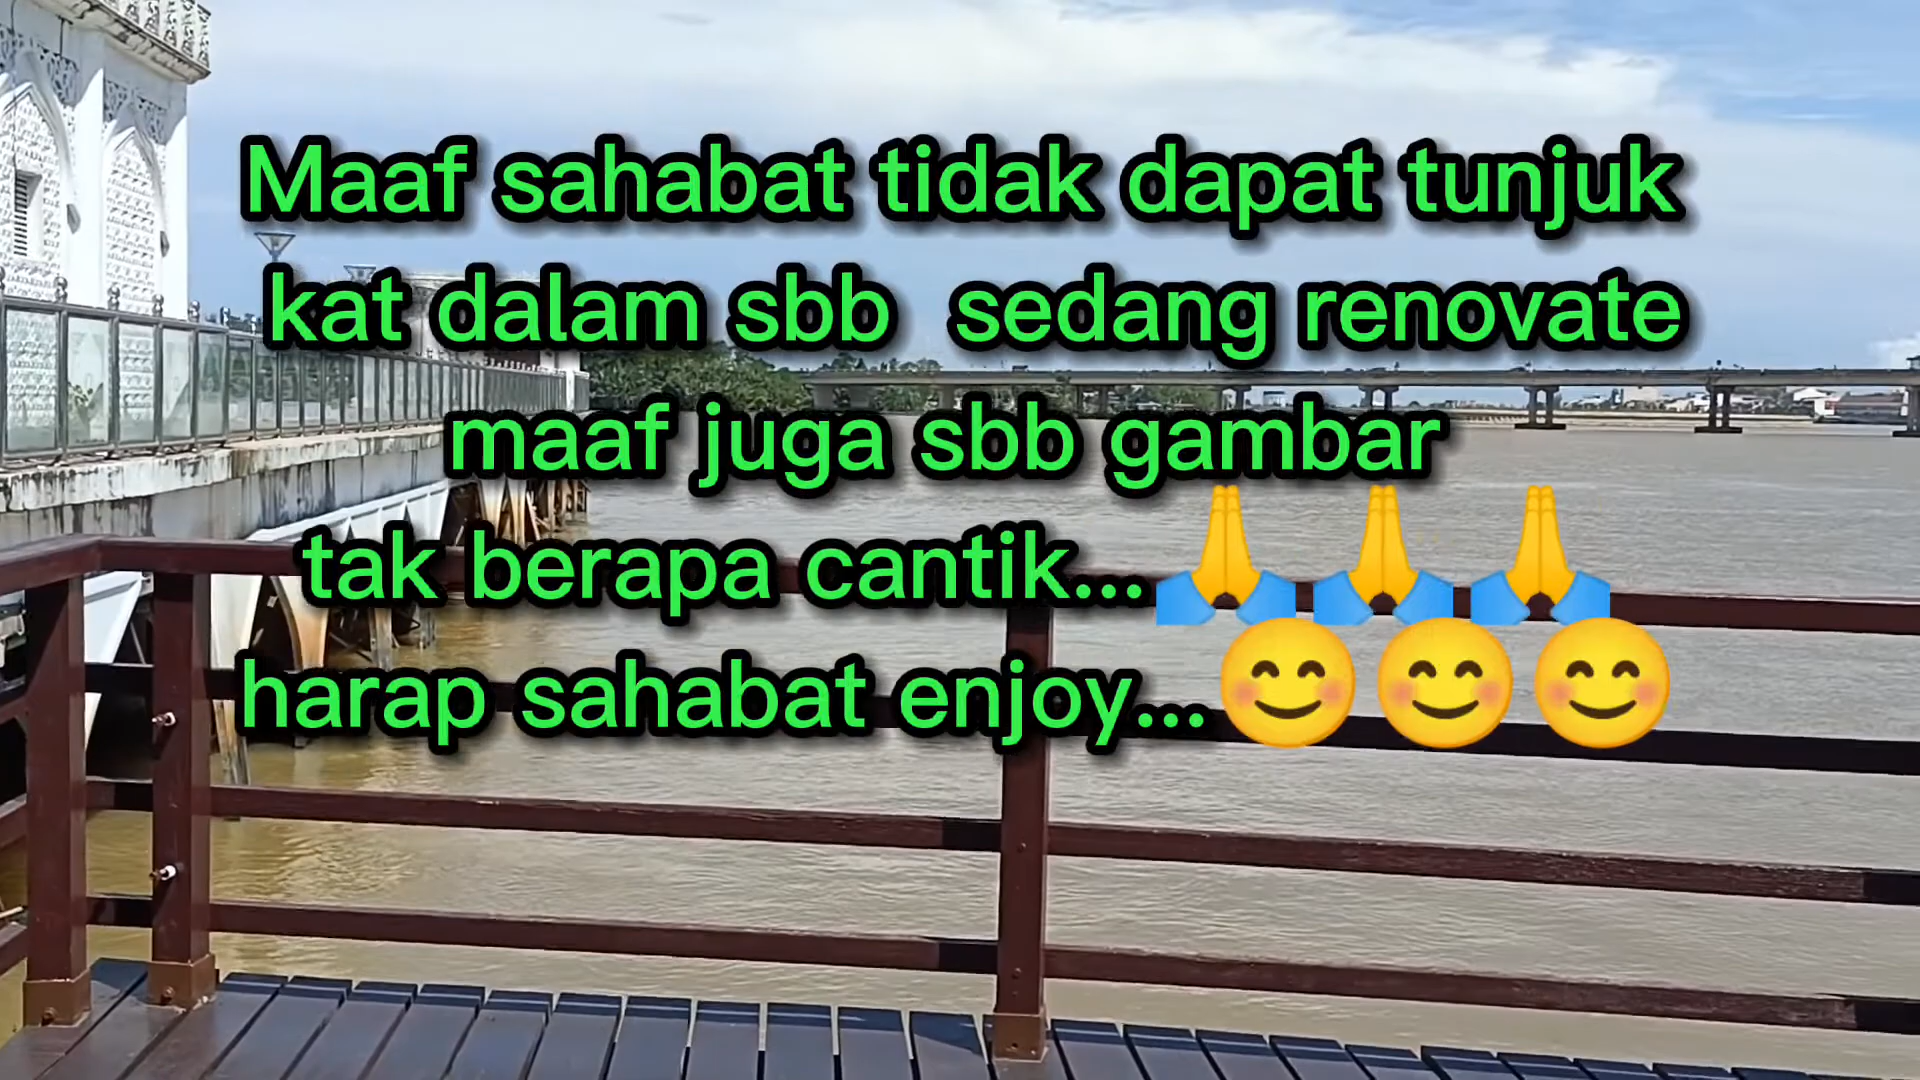 Maaf sahabat tidak dapat tunjuk
kat dalam sbb  sedang renovate
maaf juga sbb gambar
tak berapa cantik...🙏🙏🙏
harap sahabat enjoy...😊😊😊